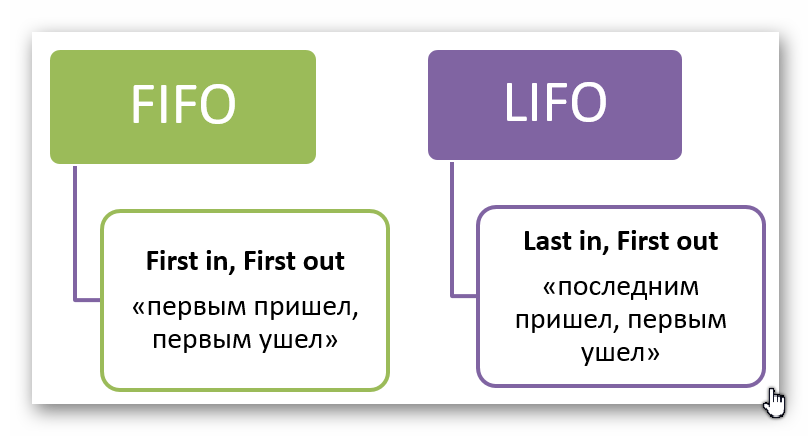 FIFO
First in, First out
«первым пришел,
первым ушел»
LIFO
Last in, First out
«последним
пришел, первым
ушел»